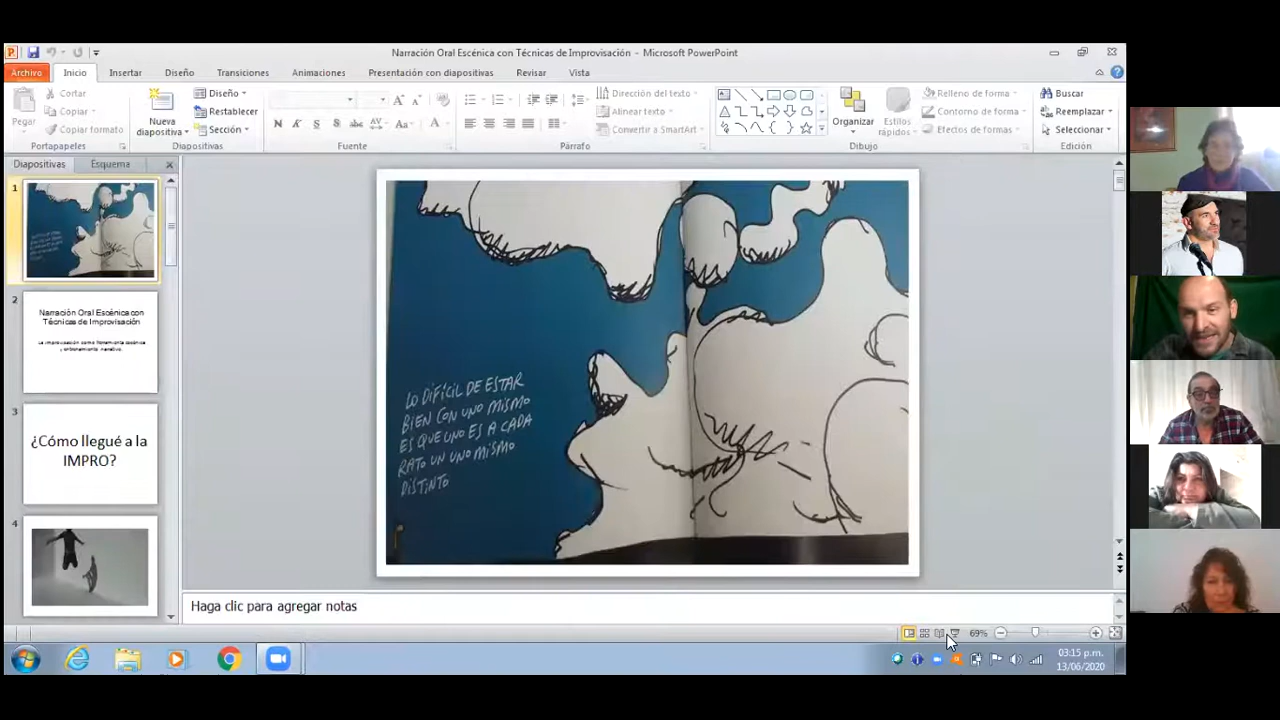 Narración Oral Escénica con Técnicas de Improvisación - Microsoft PowerPoint
Archivo
Inicio
Insertar
Diseño
Transiciones
Animaciones
Presentación con diapositivas
Revisar
Vista
Pegar
Cortar
Copiar
Copiar formato
Portapapeles
Nueva
diapositiva
Diseño
Restablecer
Sección
Diapositivas
Fuente
Párrafo
Dirección del texto
Alinear texto
Convertir a SmartArt
Organizar
Estilos
rápidos
Relleno de forma
Contorno de forma
Efectos de formas
Dibujo
Buscar
Reemplazar
Seleccionar
Edición
Diapositivas
Esquema
1
2
Narración Oral Escénica con
Técnicas de Improvisación
3
¿Cómo llegué a la
IMPRO?
4
LO DIFÍCIL DE ESTAR
BIEN CON UNO MISMO
ES QUE UNO ES A CADA
RATO UN UNO MISMO
DISTINTO
Haga clic para agregar notas
69%
03:15 p.m.
13/06/2020